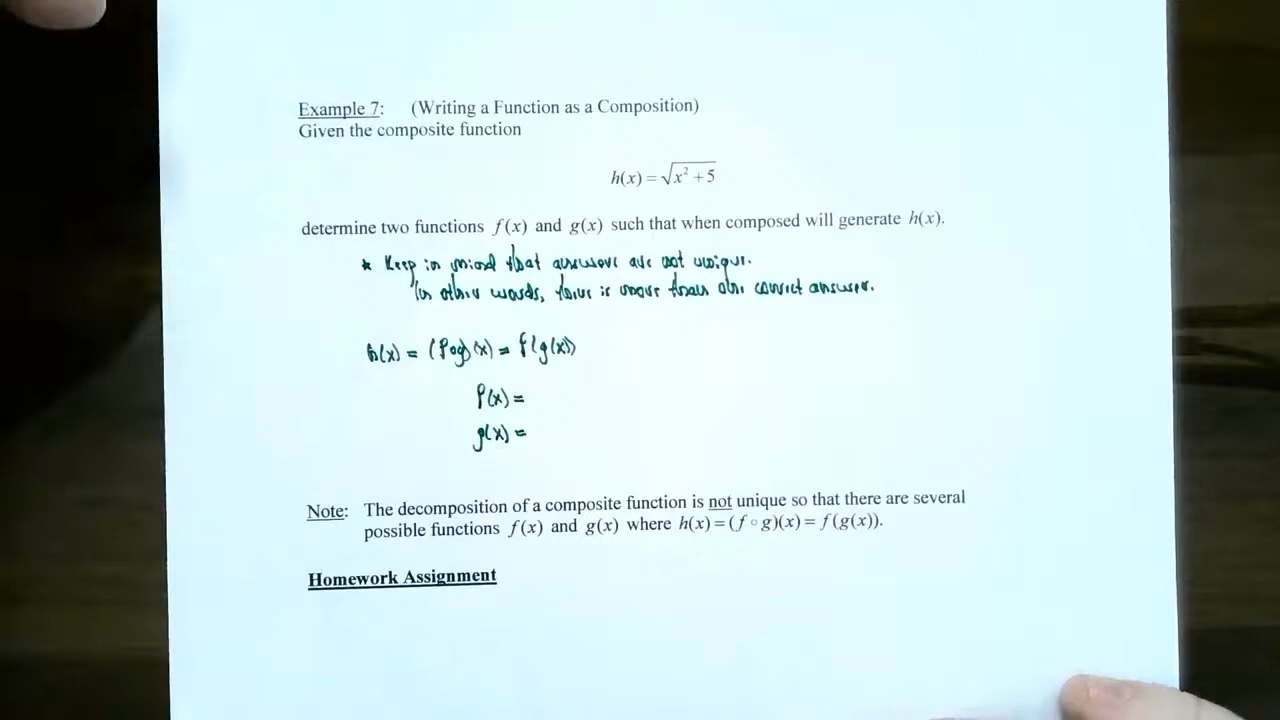 Example 7: (Writing a Function as a Composition)
Given the composite function
h(x) = √(x² + 5)
determine two functions f(x) and g(x) such that when composed will generate h(x).
* Keep in mind that answers are not unique.
In other words, there is more than one correct answer.
h(x) = (f∘g)(x) = f(g(x))
f(x) =
g(x) =
Note: The decomposition of a composite function is not unique so that there are several
possible functions f(x) and g(x) where h(x) = (f ∘ g)(x) = f(g(x)).
Homework Assignment